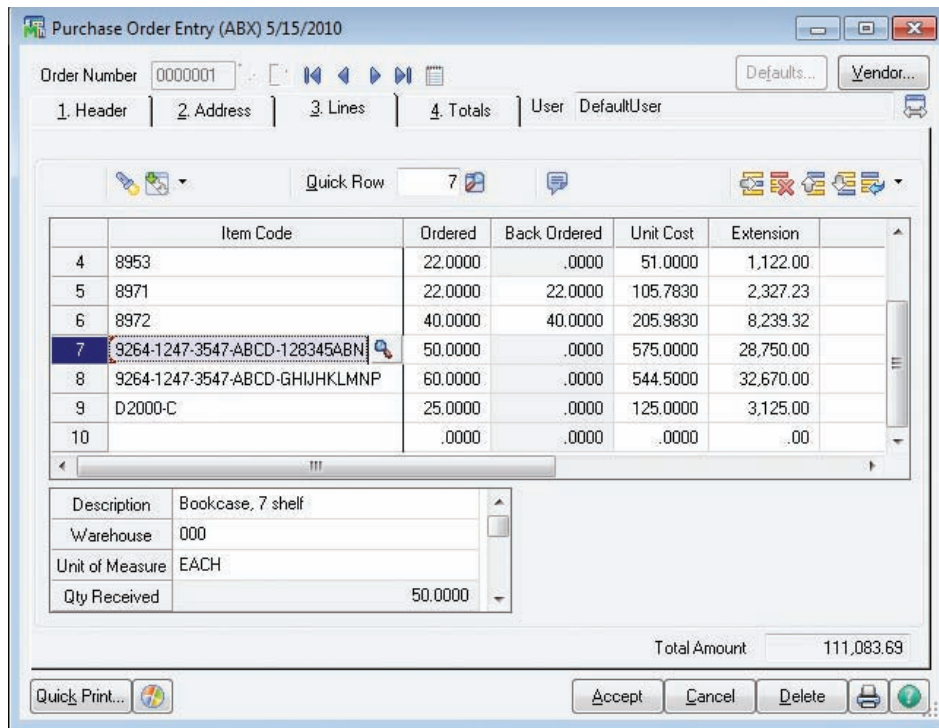 Purchase Order Entry (ABX) 5/15/2010
Order Number 0000001 Defaults... Vendor...
1. Header 2. Address 3. Lines 4. Totals User DefaultUser
Quick Row 7
Item Code Ordered Back Ordered Unit Cost Extension
4 8953 22.0000 .0000 51.0000 1,122.00
5 8971 22.0000 22.0000 105.7830 2,327.23
6 8972 40.0000 40.0000 205.9830 8,239.32
7 9264-1247-3547-ABCD-128345ABN 50.0000 .0000 575.0000 28,750.00
8 9264-1247-3547-ABCD-GHIJHKLMNP 60.0000 .0000 544.5000 32,670.00
9 D2000-C 25.0000 .0000 125.0000 3,125.00
10 .0000 .0000 .0000 .00
Description Bookcase, 7 shelf
Warehouse 000
Unit of Measure EACH
Qty Received 50.0000
Total Amount 111,083.69
Quick Print... Accept Cancel Delete